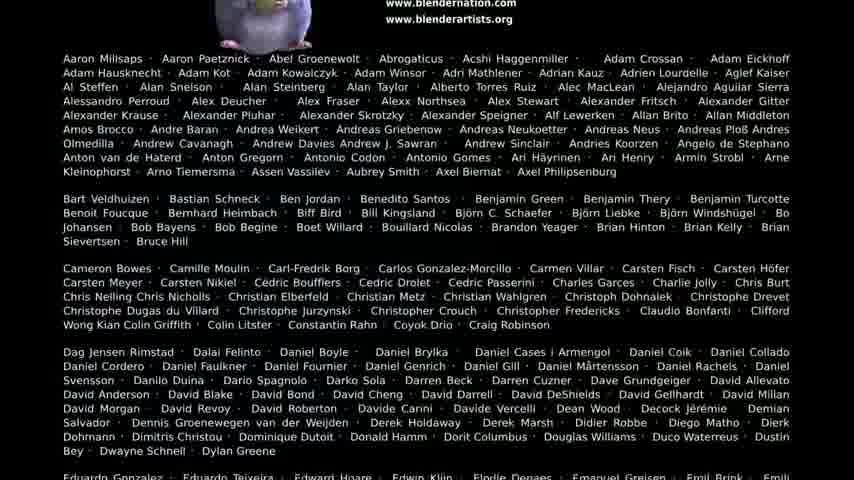 www.blendernation.com
www.blenderartists.org
Aaron Millsaps · Aaron Paetznick · Abel Groenewolt · Abrogaticus · Acshi Haggenmiller · Adam Crossan · Adam Eickhoff
Adam Hausknecht · Adam Kot · Adam Kowalczyk · Adam Winsor · Adri Mathlener · Adrian Kauz · Adrien Lourdelle · Aglef Kaiser
Al Steffen · Alan Snelson · Alan Steinberg · Alan Taylor · Alberto Torres Ruiz · Alec MacLean · Alejandro Aguilar Sierra
Alessandro Perroud · Alex Deucher · Alex Fraser · Alexx Northsea · Alex Stewart · Alexander Fritsch · Alexander Gitter
Alexander Krause · Alexander Pluhar · Alexander Skrotzky · Alexander Speigner · Alf Lewerken · Allan Brito · Allan Middleton
Amos Brocco · Andre Baran · Andrea Weikert · Andreas Griebenow · Andreas Neukoetter · Andreas Neus · Andreas Ploß Andres
Olmedilla · Andrew Cavanagh · Andrew Davies Andrew J. Sawran · Andrew Sinclair · Andries Koorzen · Angelo de Stephano
Anton van de Haterd · Anton Gregorn · Antonio Codon · Antonio Gomes · Ari Häyrinen · Ari Henry · Armin Strobl · Arne
Kleinophorst · Arno Tiemersma · Assen Vassilev · Aubrey Smith · Axel Biernat · Axel Philipsenburg
Bart Veldhuizen · Bastian Schneck · Ben Jordan · Benedito Santos · Benjamin Green · Benjamin Thery · Benjamin Turcotte
Benoit Foucque · Bernhard Heimbach · Biff Bird · Bill Kingsland · Björn C. Schaefer · Björn Liebke · Björn Windshügel · Bo
Johansen · Bob Bayens · Bob Begine · Boet Willard · Bouillard Nicolas · Brandon Yeager · Brian Hinton · Brian Kelly · Brian
Sievertsen · Bruce Hill
Cameron Bowes · Camille Moulin · Carl-Fredrik Borg · Carlos Gonzalez-Morcillo · Carmen Villar · Carsten Fisch · Carsten Höfer
Carsten Meyer · Carsten Nikiel · Cédric Bouffiers · Cedric Drolet · Cedric Passerini · Charles Garces · Charlie Jolly · Chris Burt
Chris Nelling Chris Nicholls · Christian Elberfeld · Christian Metz · Christian Wahlgren · Christoph Dohnalek · Christophe Drevet
Christophe Dugas du Villard · Christophe Jurzynski · Christopher Crouch · Christopher Fredericks · Claudio Bonfanti · Clifford
Wong Kian Colin Griffith · Colin Litster · Constantin Rahn · Coyok Drio · Craig Robinson
Dag Jensen Rimstad · Dalai Felinto · Daniel Boyle · Daniel Brylka · Daniel Cases i Armengol · Daniel Coik · Daniel Collado
Daniel Cordero · Daniel Faulkner · Daniel Fournier · Daniel Genrich · Daniel Gill · Daniel Mårtensson · Daniel Rachels · Daniel
Svensson · Danilo Duina · Dario Spagnolo · Darko Sola · Darren Beck · Darren Cuzner · Dave Grundgeiger · David Allevato
David Anderson · David Blake · David Bond · David Cheng · David Darrell · David DeShields · David Gellhardt · David Millan
David Morgan · David Revoy · David Roberton · Davide Canni · Davide Vercelli · Dean Wood · Decock Jérémie · Demian
Salvador · Dennis Groenewegen van der Weijden · Derek Holdaway · Derek Marsh · Didier Robbe · Diego Matho · Dierk
Dohmann · Dimitris Christou · Dominique Dutoit · Donald Hamm · Dorit Columbus · Douglas Williams · Duco Waterreus · Dustin
Bey · Dwayne Schnell · Dylan Greene
Eduardo Gonzalez · Eduardo Teixeira · Edward Hoare · Edwin Klijn · Elodie Denaes · Emanuel Greisen · Emil Brink · Emili